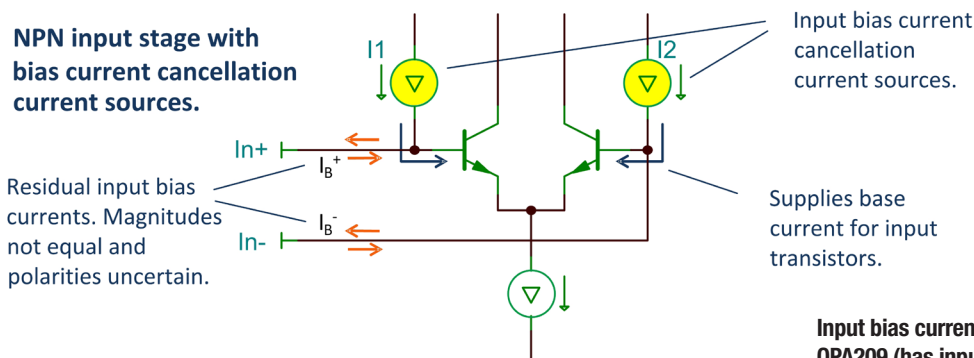 NPN input stage with
bias current cancellation
current sources.
I1
I2
Input bias current
cancellation
current sources.
In+
IB+
Residual input bias
currents. Magnitudes
not equal and
polarities uncertain.
IB-
In-
Supplies base
current for input
transistors.
Input bias curren
OPA209 (has inpu